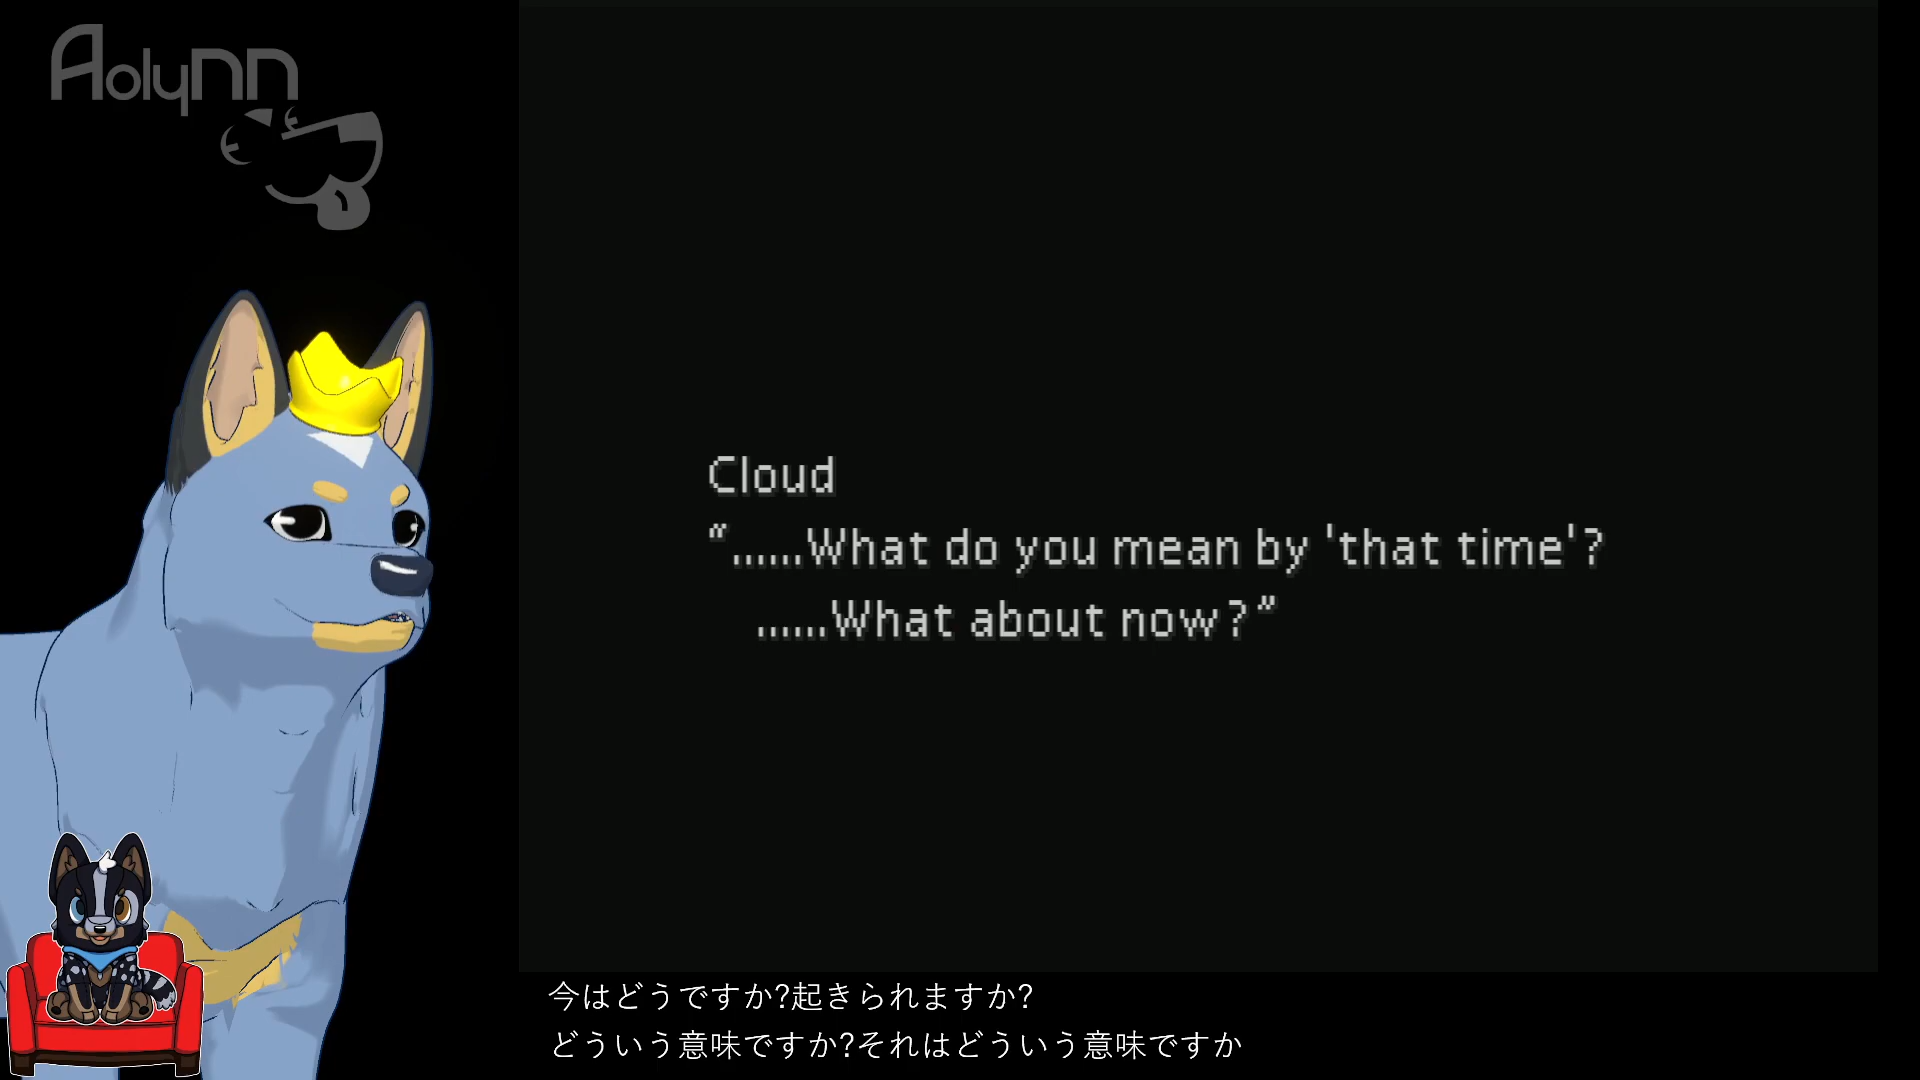 Aolynn
Cloud
"......What do you mean by 'that time'?
......What about now?"
今はどうですか?起きられますか?
どういう意味ですか?それはどういう意味ですか